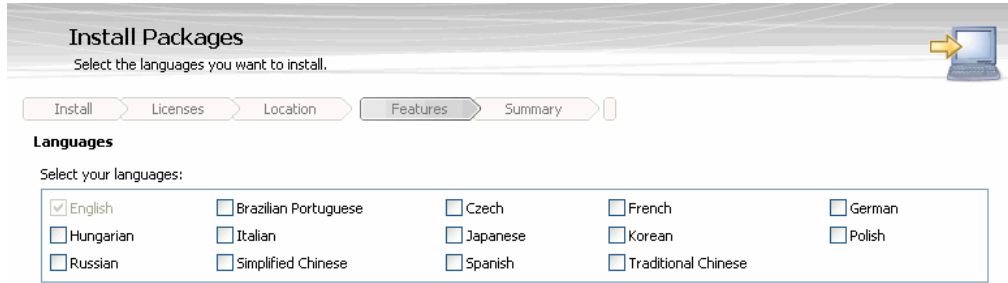 Install Packages
Select the languages you want to install.
Install Licenses Location Features Summary
Languages
Select your languages:
English Brazilian Portuguese Czech French German
Hungarian Italian Japanese Korean Polish
Russian Simplified Chinese Spanish Traditional Chinese